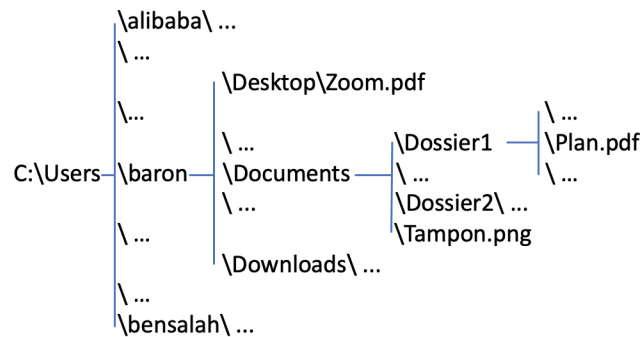 \alibaba\ ...
\ ...
\Desktop\Zoom.pdf
\...
\ ...
\ ...
\Dossier1
\Plan.pdf
C:\Users
\baron
\Documents
\ ...
\ ...
\ ...
\Dossier2\ ...
\ ...
\Tampon.png
\Downloads\ ...
\ ...
\bensalah\ ...